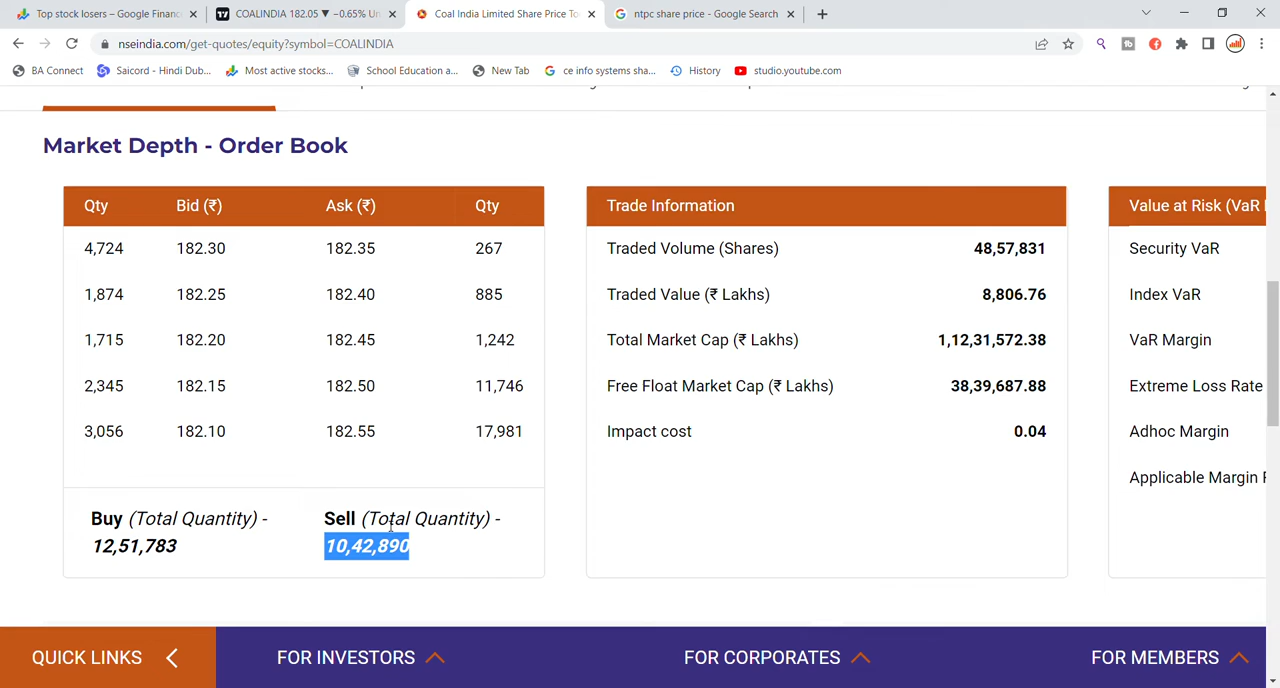 Top stock losers – Google Financ
COALINDIA 182.05 ▼ −0.65% Un
Coal India Limited Share Price To
ntpc share price - Google Search
nseindia.com/get-quotes/equity?symbol=COALINDIA
BA Connect
Saicord - Hindi Dub...
Most active stocks...
School Education a...
New Tab
ce info systems sha...
History
studio.youtube.com
Market Depth - Order Book
Qty Bid (₹) Ask (₹) Qty
4,724 182.30 182.35 267
1,874 182.25 182.40 885
1,715 182.20 182.45 1,242
2,345 182.15 182.50 11,746
3,056 182.10 182.55 17,981
Buy (Total Quantity) -
12,51,783
Sell (Total Quantity) -
10,42,890
Trade Information
Traded Volume (Shares) 48,57,831
Traded Value (₹ Lakhs) 8,806.76
Total Market Cap (₹ Lakhs) 1,12,31,572.38
Free Float Market Cap (₹ Lakhs) 38,39,687.88
Impact cost 0.04
Value at Risk (VaR
Security VaR
Index VaR
VaR Margin
Extreme Loss Rate
Adhoc Margin
Applicable Margin
QUICK LINKS
FOR INVESTORS
FOR CORPORATES
FOR MEMBERS